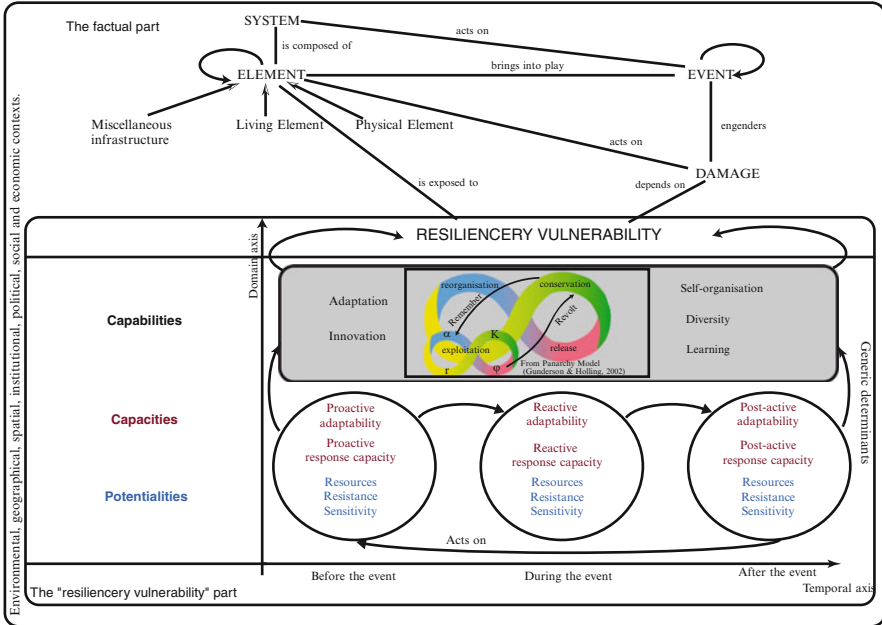 The factual part
SYSTEM
is composed of
acts on
ELEMENT
brings into play
EVENT
Miscellaneous
infrastructure
Living Element
Physical Element
acts on
engenders
is exposed to
depends on
DAMAGE
Environmental, geographical, spatial, institutional, political, social and economic contexts.
Domain axis
RESILIENCERY VULNERABILITY
Capabilities
Adaptation
Innovation
reorganisation
conservation
Remember
Revolt
α
K
exploitation
release
r
φ
From Panarchy Model
(Gunderson & Holling, 2002)
Self-organisation
Diversity
Learning
Generic determinants
Capacities
Proactive
adaptability
Proactive
response capacity
Reactive
adaptability
Reactive
response capacity
Post-active
adaptability
Post-active
response capacity
Potentialities
Resources
Resistance
Sensitivity
Resources
Resistance
Sensitivity
Resources
Resistance
Sensitivity
Acts on
Before the event
During the event
After the event
Temporal axis
The "resiliencery vulnerability" part